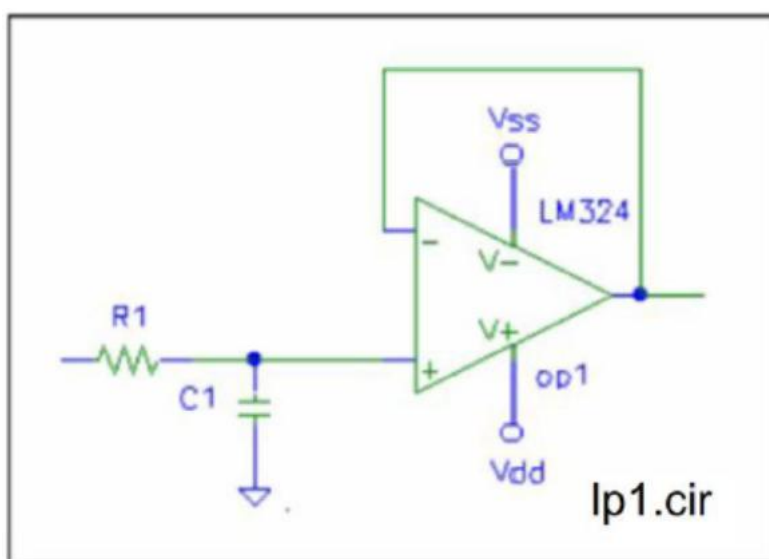 Vss
LM324
-
V-
R1
V+
+
op1
C1
Vdd
lp1.cir